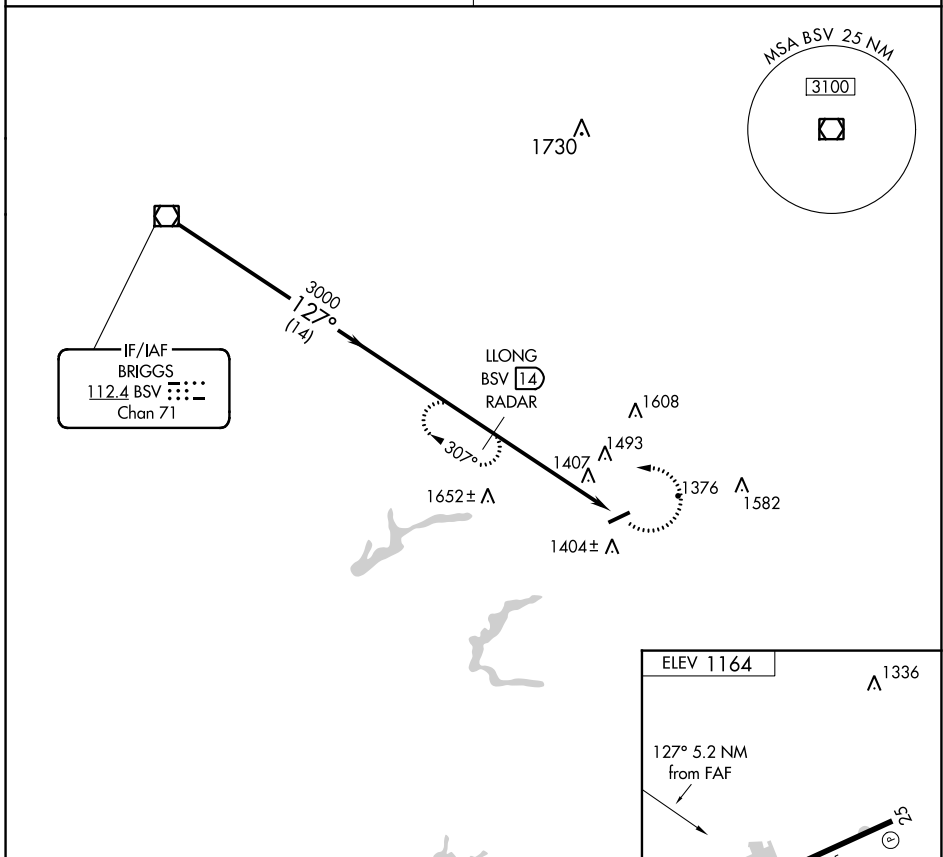 MSA BSV 25 NM
3100
1730
3000
127°
(14)
IF/IAF
BRIGGS
112.4 BSV
Chan 71
LLONG
BSV 14
RADAR
307°
1608
1493
1407
1376
1582
1652±
1404±
ELEV 1164
1336
127° 5.2 NM
from FAF
25
P